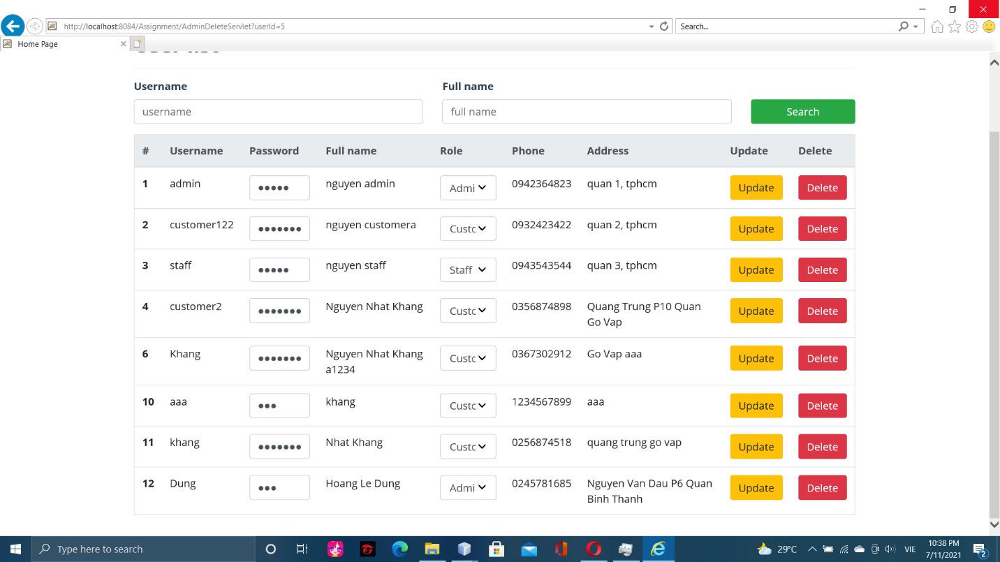 http://localhost:8084/Assignment/AdminDeleteServlet?userId=5
Search...
Home Page
Username Full name
username full name Search
# Username Password Full name Role Phone Address Update Delete
1 admin ●●●●● nguyen admin Admi 0942364823 quan 1, tphcm Update Delete
2 customer122 ●●●●●●● nguyen customera Custc 0932423422 quan 2, tphcm Update Delete
3 staff ●●●●● nguyen staff Staff 0943543544 quan 3, tphcm Update Delete
4 customer2 ●●●●●●● Nguyen Nhat Khang Custc 0356874898 Quang Trung P10 Quan Update Delete
Go Vap
6 Khang ●●●●●●● Nguyen Nhat Khang Custc 0367302912 Go Vap aaa Update Delete
a1234
10 aaa ●●● khang Custc 1234567899 aaa Update Delete
11 khang ●●●●●●● Nhat Khang Custc 0256874518 quang trung go vap Update Delete
12 Dung ●●● Hoang Le Dung Admi 0245781685 Nguyen Van Dau P6 Quan Update Delete
Binh Thanh
Type here to search
29°C
VIE
10:38 PM
7/11/2021
2